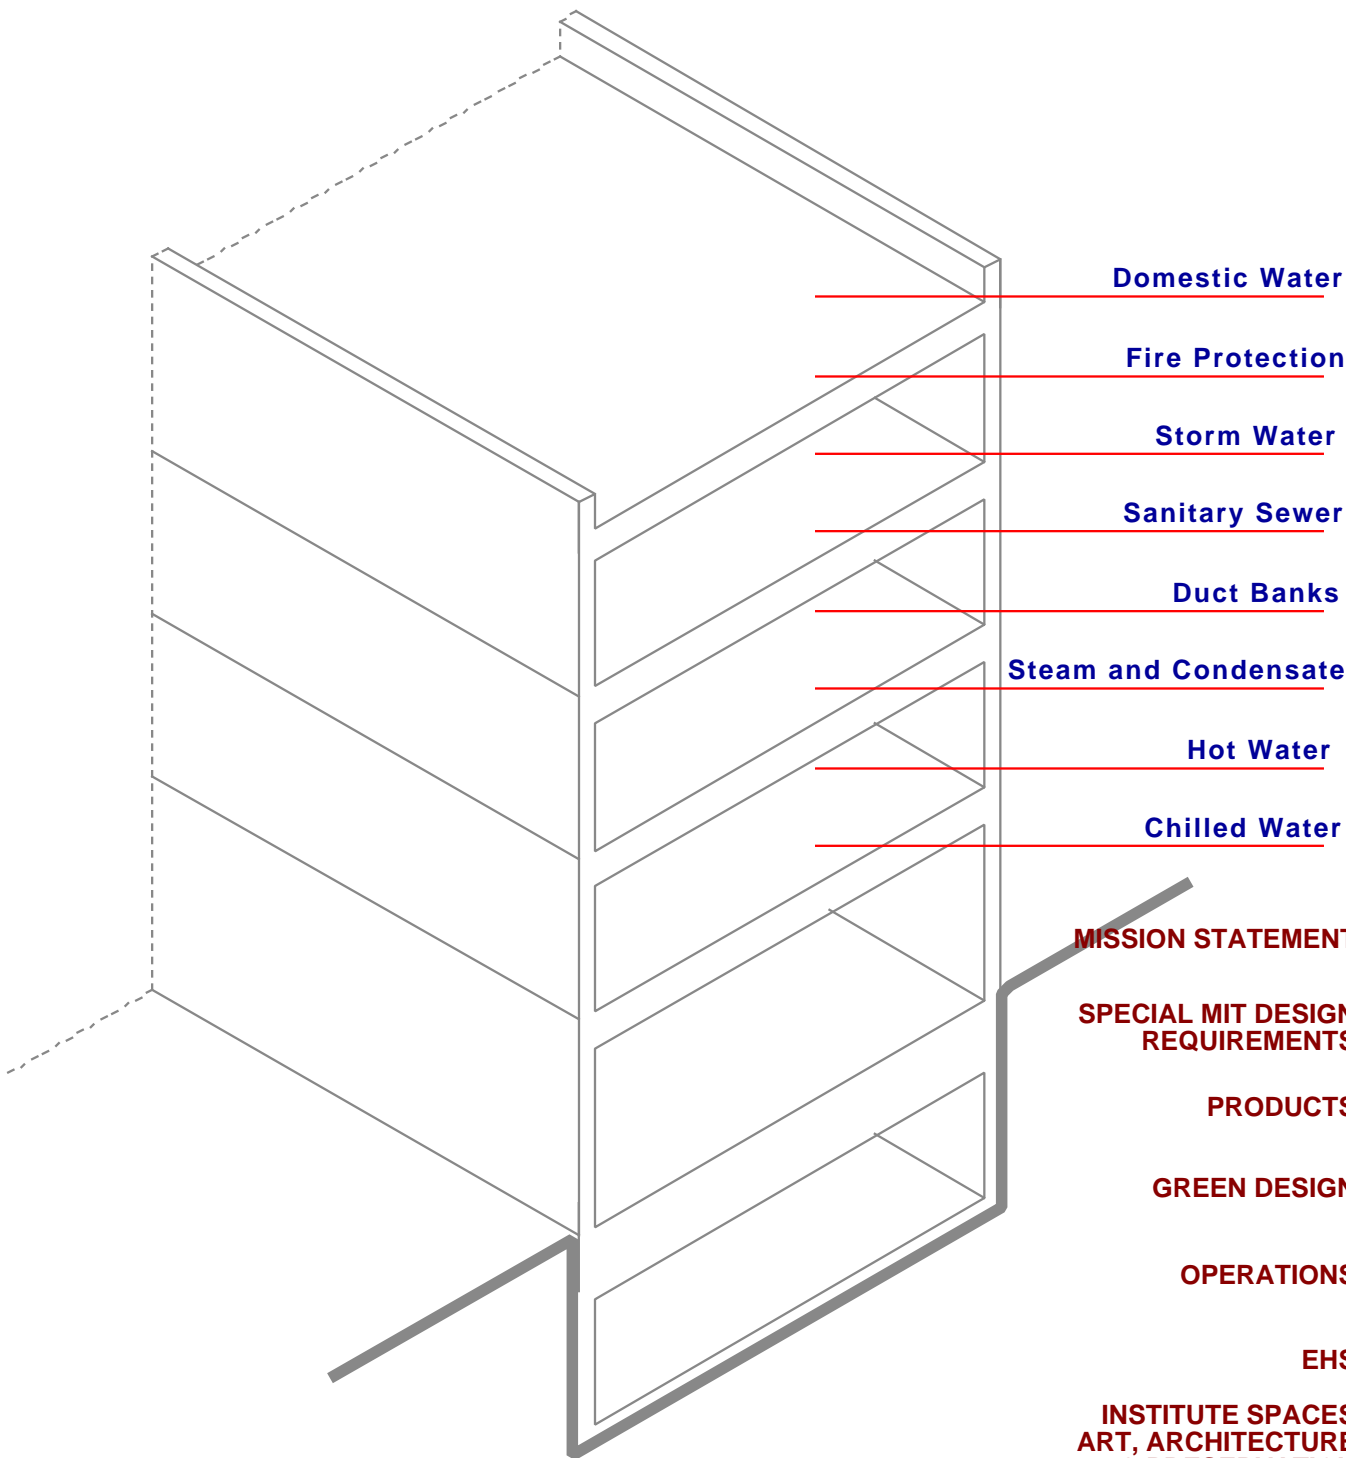 Domestic Water
Fire Protection
Storm Water
Sanitary Sewer
Duct Banks
Steam and Condensate
Hot Water
Chilled Water
MISSION STATEMENT
SPECIAL MIT DESIGN
REQUIREMENTS
PRODUCTS
GREEN DESIGN
OPERATIONS
EHS
INSTITUTE SPACES
ART, ARCHITECTURE